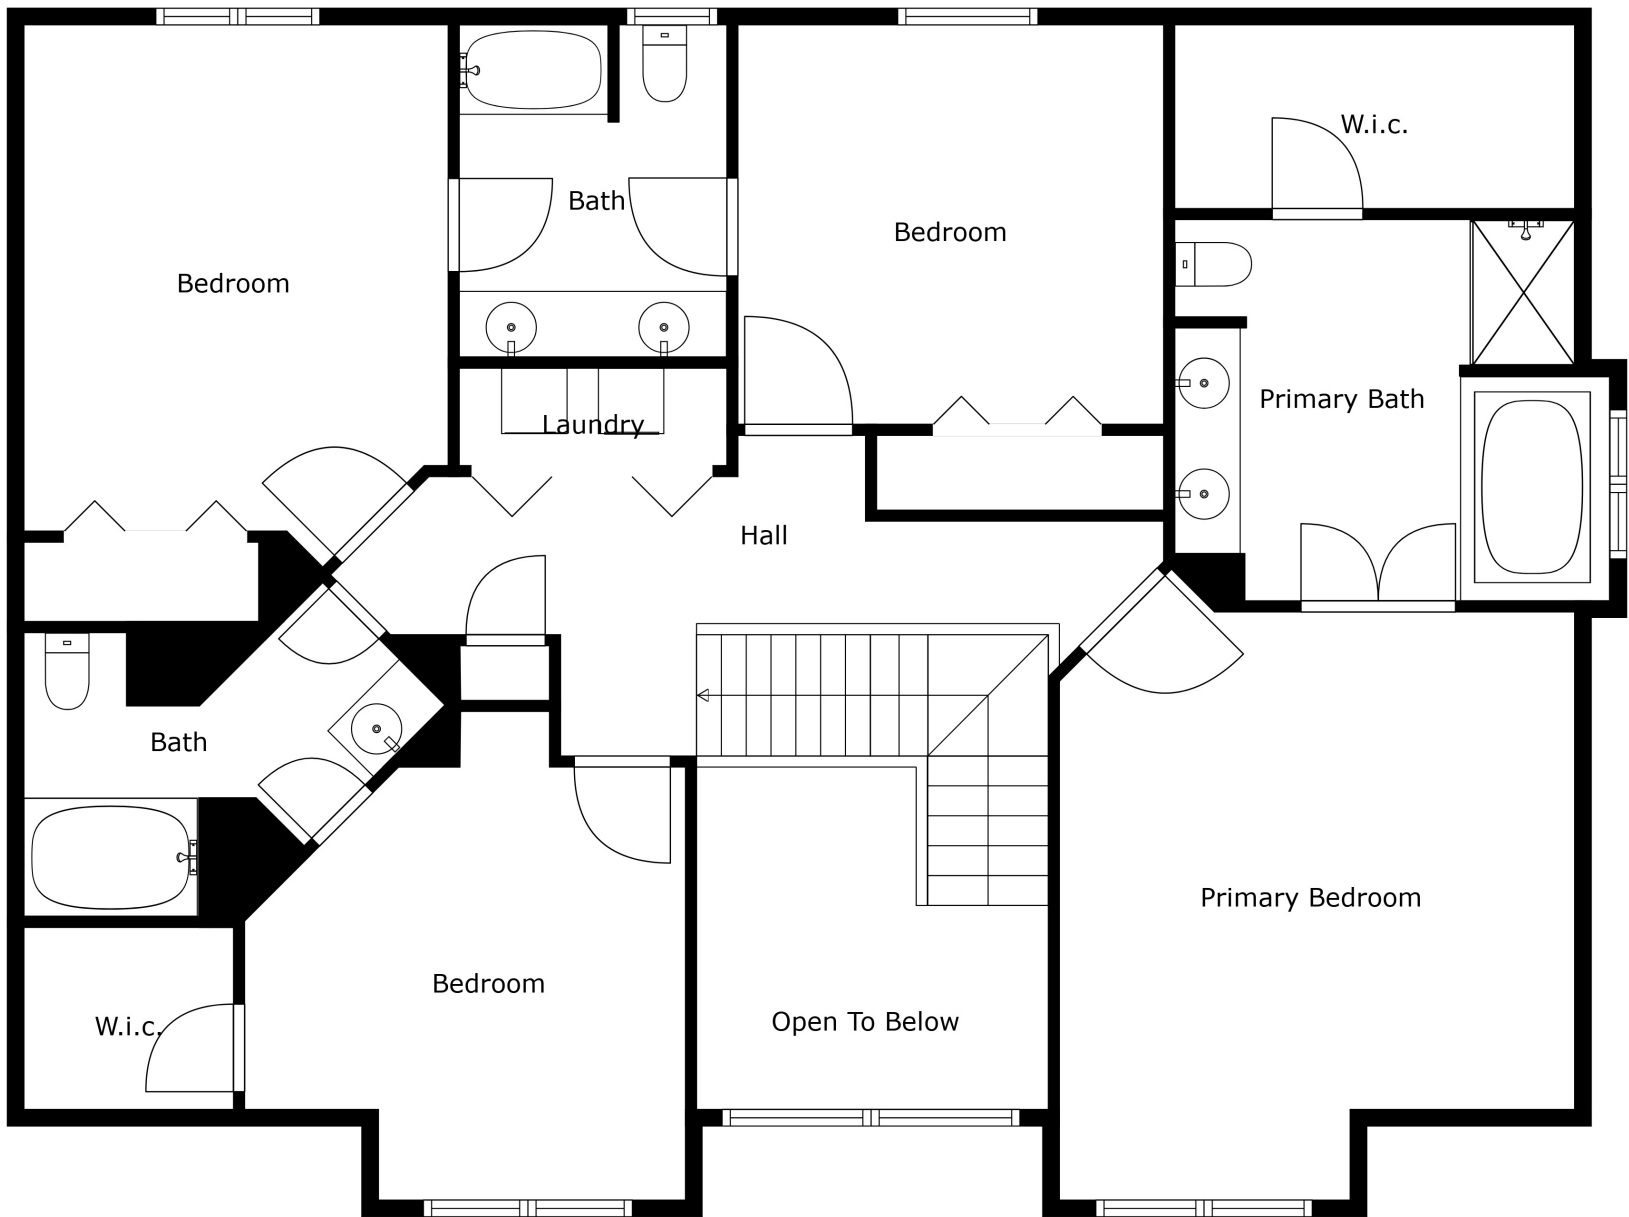 W.i.c.
Bath
Bedroom
Bedroom
Primary Bath
Laundry
Hall
Bath
Primary Bedroom
Bedroom
Open To Below
W.i.c.